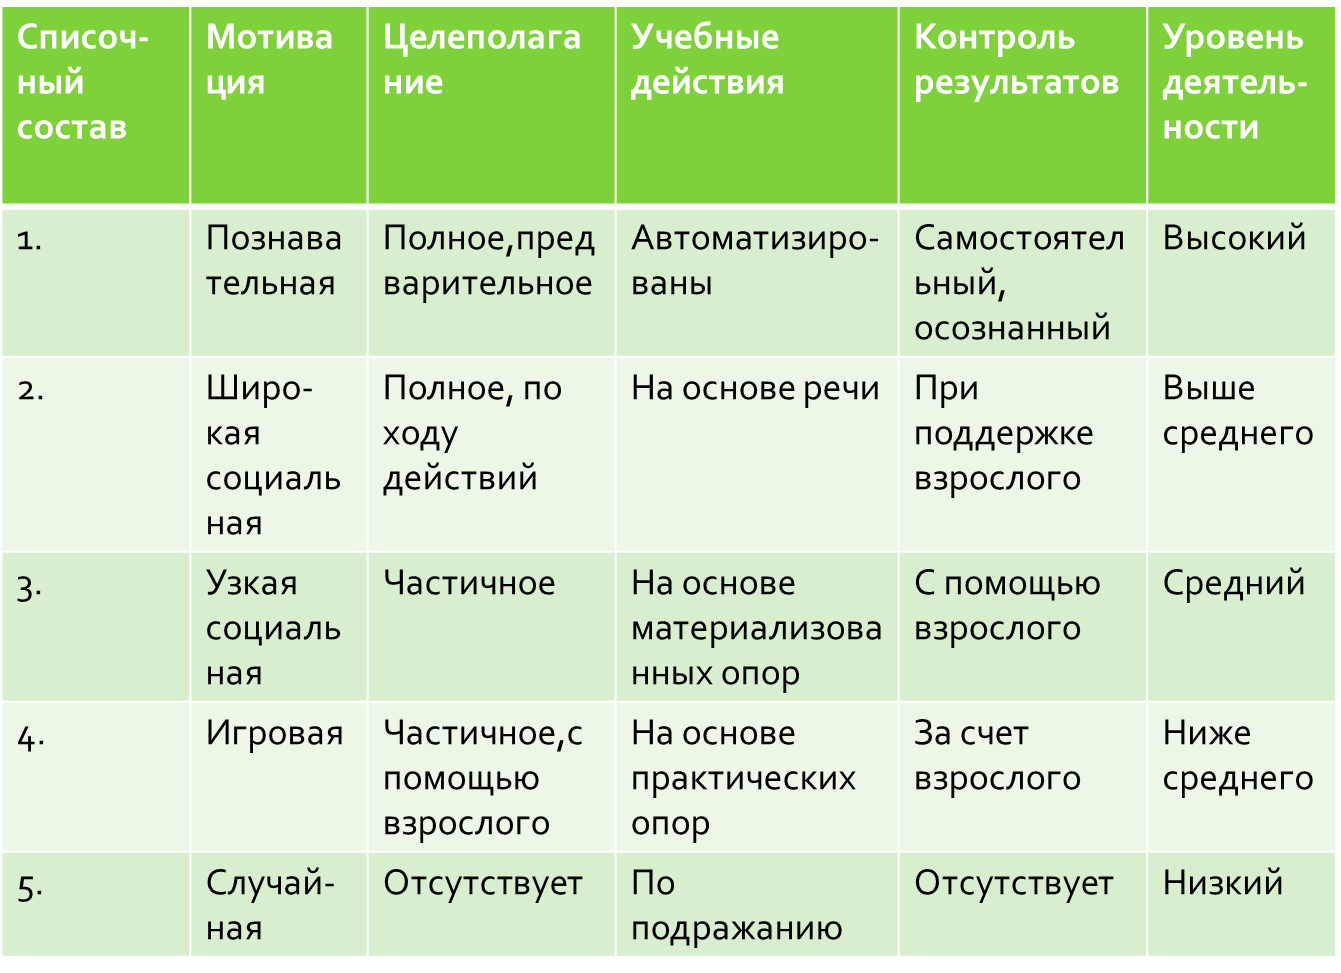 Списоч-
ный
состав
Мотива
ция
Целеполага
ние
Учебные
действия
Контроль
результатов
Уровень
деятель-
ности
1.
Познава
тельная
Полное,пред
варительное
Автоматизиро-
ваны
Самостоятел
ьный,
осознанный
Высокий
2.
Широ-
кая
социаль
ная
Полное, по
ходу
действий
На основе речи
При
поддержке
взрослого
Выше
среднего
3.
Узкая
социаль
ная
Частичное
На основе
материализова
нных опор
С помощью
взрослого
Средний
4.
Игровая
Частичное,с
помощью
взрослого
На основе
практических
опор
За счет
взрослого
Ниже
среднего
5.
Случай-
ная
Отсутствует
По
подражанию
Отсутствует
Низкий